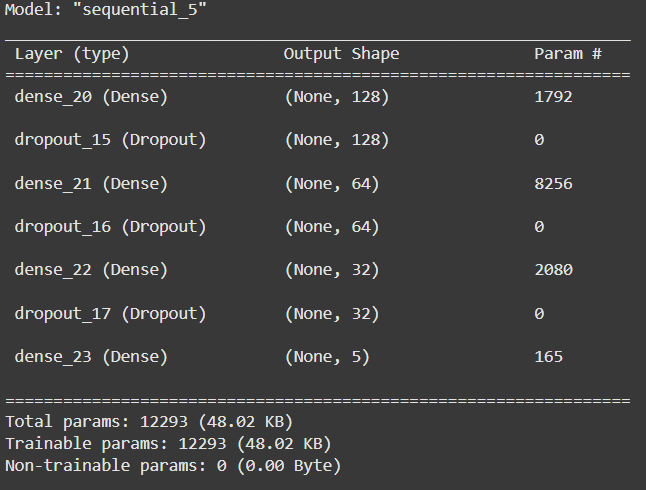 Model: "sequential_5"
Layer (type) Output Shape Param #
dense_20 (Dense) (None, 128) 1792
dropout_15 (Dropout) (None, 128) 0
dense_21 (Dense) (None, 64) 8256
dropout_16 (Dropout) (None, 64) 0
dense_22 (Dense) (None, 32) 2080
dropout_17 (Dropout) (None, 32) 0
dense_23 (Dense) (None, 5) 165
Total params: 12293 (48.02 KB)
Trainable params: 12293 (48.02 KB)
Non-trainable params: 0 (0.00 Byte)